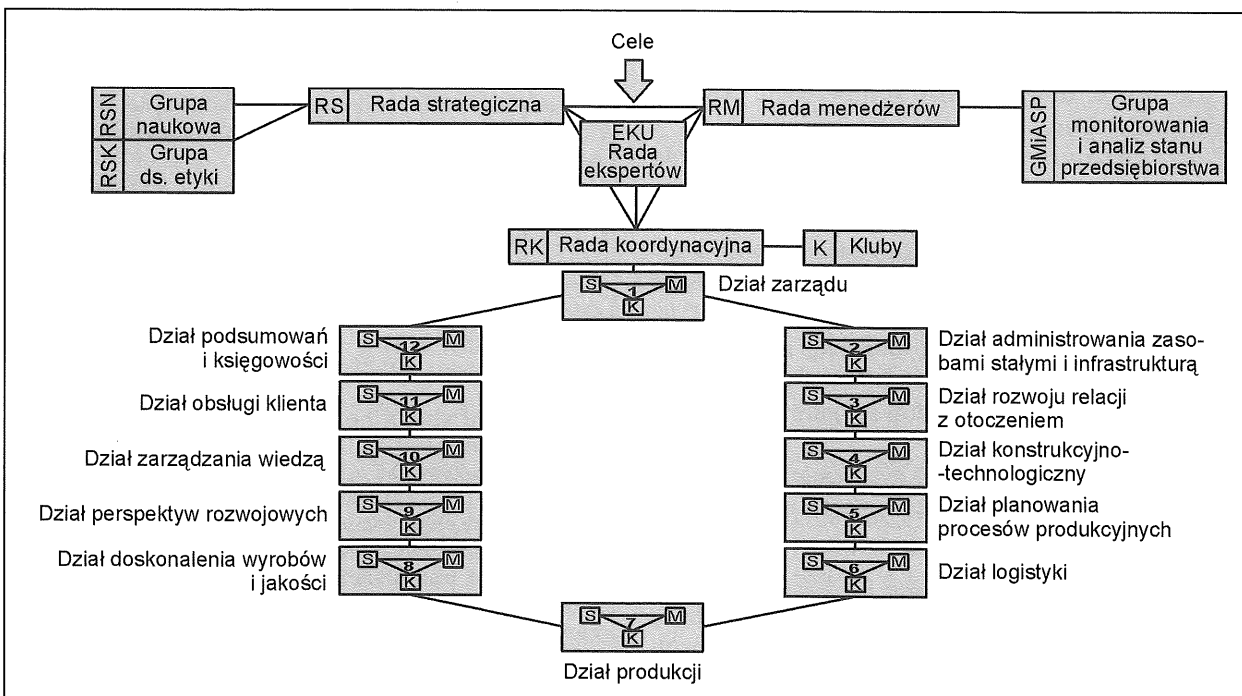 Cele
RSN
Grupa
naukowa
RSK
Grupa
ds. etyki
RS
Rada strategiczna
EKU
Rada
ekspertów
RM
Rada menedżerów
GMiASP
Grupa
monitorowania
i analiz stanu
przedsiębiorstwa
RK
Rada koordynacyjna
K
Kluby
S
1
M
K
Dział zarządu
Dział podsumowań
i księgowości
S
12
M
K
S
2
M
K
Dział administrowania zaso-
bami stałymi i infrastrukturą
Dział obsługi klienta
S
11
M
K
S
3
M
K
Dział rozwoju relacji
z otoczeniem
Dział zarządzania wiedzą
S
10
M
K
S
4
M
K
Dział konstrukcyjno-
-technologiczny
Dział perspektyw rozwojowych
S
9
M
K
S
5
M
K
Dział planowania
procesów produkcyjnych
Dział doskonalenia wyrobów
i jakości
S
8
M
K
S
6
M
K
Dział logistyki
S
7
M
K
Dział produkcji